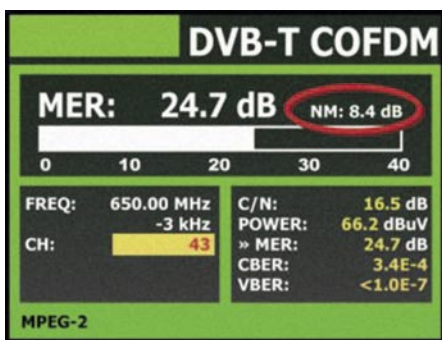 DVB-T COFDM
MER: 24.7 dB NM: 8.4 dB
0 10 20 30 40
FREQ: 650.00 MHz
-3 kHz
CH: 43
C/N: 16.5 dB
POWER: 66.2 dBuV
» MER: 24.7 dB
CBER: 3.4E-4
VBER: <1.0E-7
MPEG-2